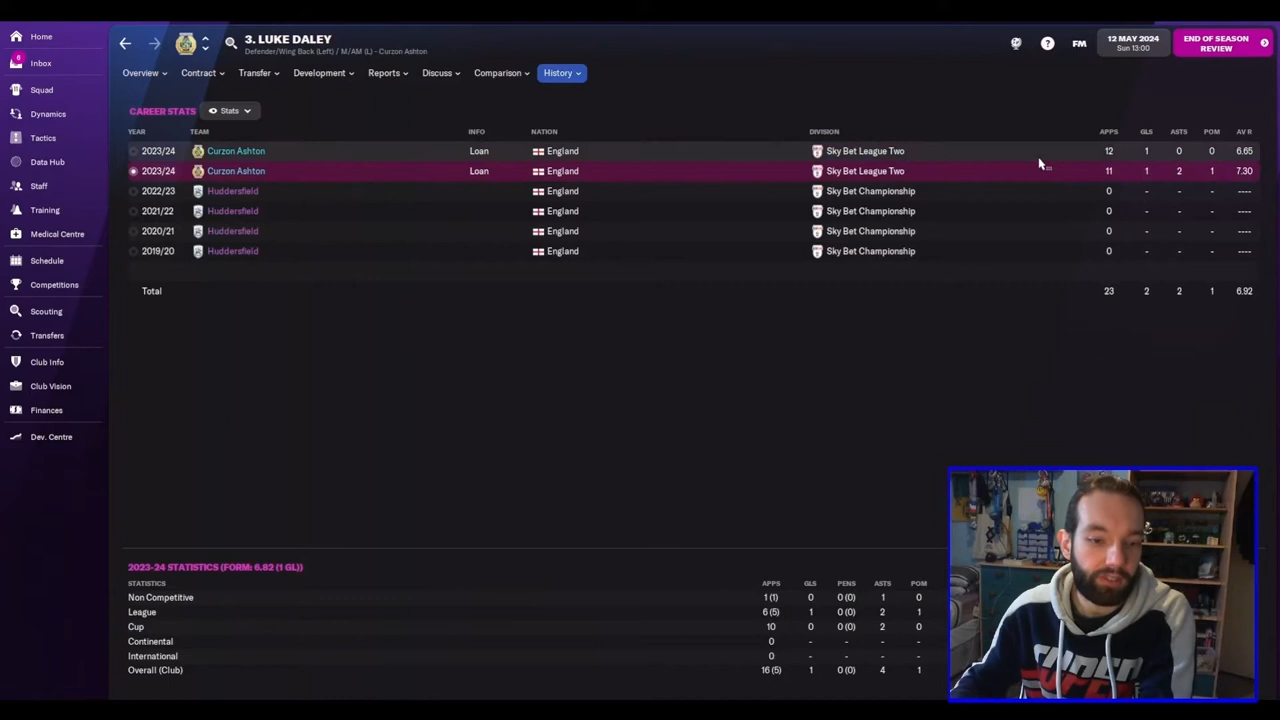 Home
6
Inbox
Squad
Dynamics
Tactics
Data Hub
Staff
Training
Medical Centre
Schedule
Competitions
Scouting
Transfers
Club Info
Club Vision
Finances
Dev. Centre
3. LUKE DALEY
Defender/Wing Back (Left) / M/AM (L) - Curzon Ashton
FM
12 MAY 2024
Sun 13:00
END OF SEASON
REVIEW
Overview Contract Transfer Development Reports Discuss Comparison History
CAREER STATS Stats
YEAR TEAM INFO NATION DIVISION APPS GLS ASTS POM AV R
2023/24 Curzon Ashton Loan England Sky Bet League Two 12 1 0 0 6.65
2023/24 Curzon Ashton Loan England Sky Bet League Two 11 1 2 1 7.30
2022/23 Huddersfield England Sky Bet Championship 0 - - - ----
2021/22 Huddersfield England Sky Bet Championship 0 - - - ----
2020/21 Huddersfield England Sky Bet Championship 0 - - - ----
2019/20 Huddersfield England Sky Bet Championship 0 - - - ----
Total 23 2 2 1 6.92
2023-24 STATISTICS (FORM: 6.82 (1 GL))
STATISTICS APPS GLS PENS ASTS POM
Non Competitive 1 (1) 0 0 (0) 1 0
League 6 (5) 1 0 (0) 2 1
Cup 10 0 0 (0) 2 0
Continental 0 - - - -
International 0 - - - -
Overall (Club) 16 (5) 1 0 (0) 4 1